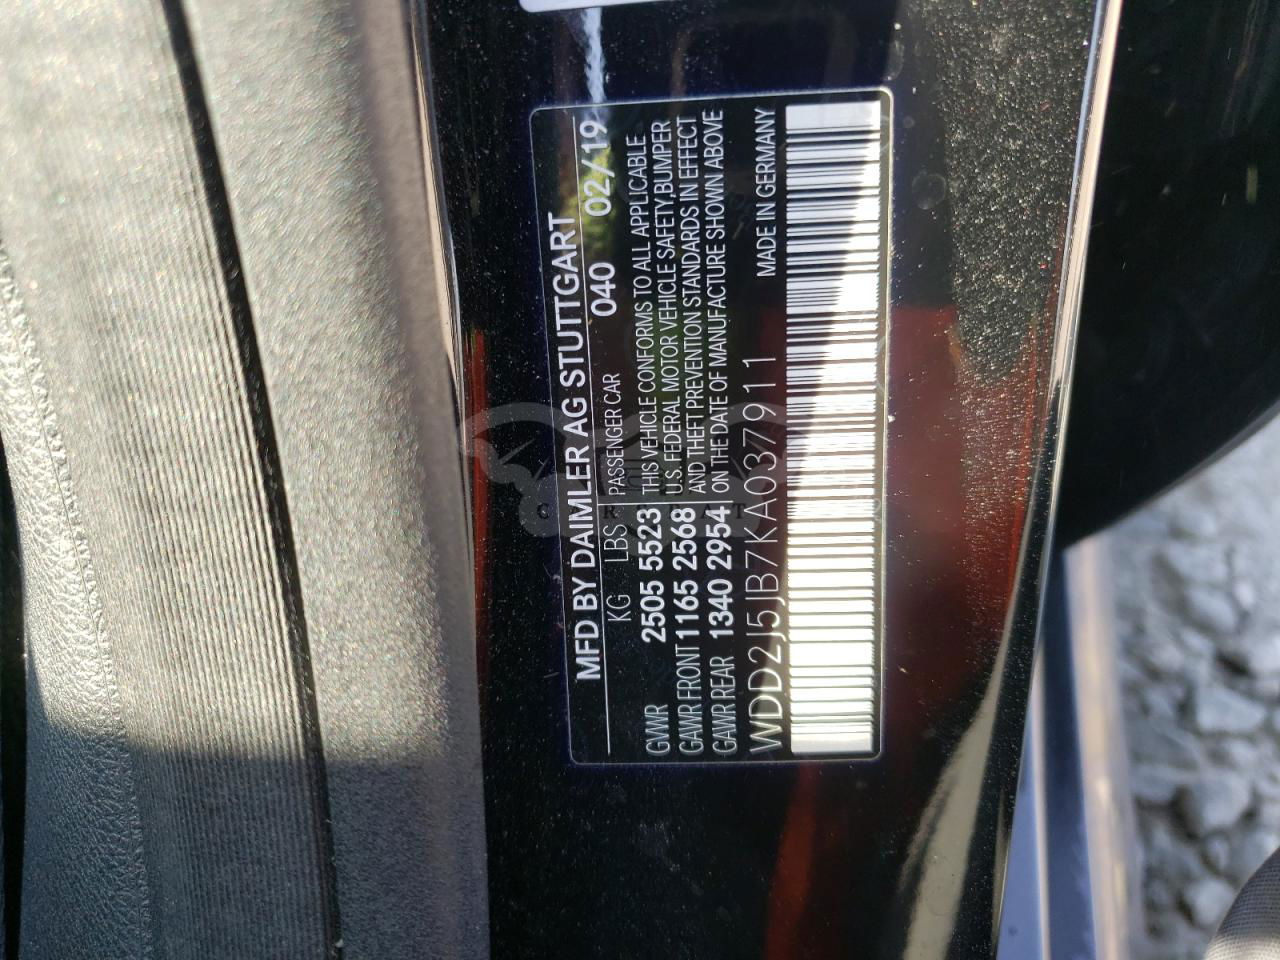 MFD BY DAIMLER AG STUTTGART
KG LBS PASSENGER CAR 040 02/19
GVWR 2505 5523 THIS VEHICLE CONFORMS TO ALL APPLICABLE
GAWR FRONT 1165 2568 U.S. FEDERAL MOTOR VEHICLE SAFETY, BUMPER
GAWR REAR 1340 2954 AND THEFT PREVENTION STANDARDS IN EFFECT
ON THE DATE OF MANUFACTURE SHOWN ABOVE
WDD2J5JB7KA037911 MADE IN GERMANY